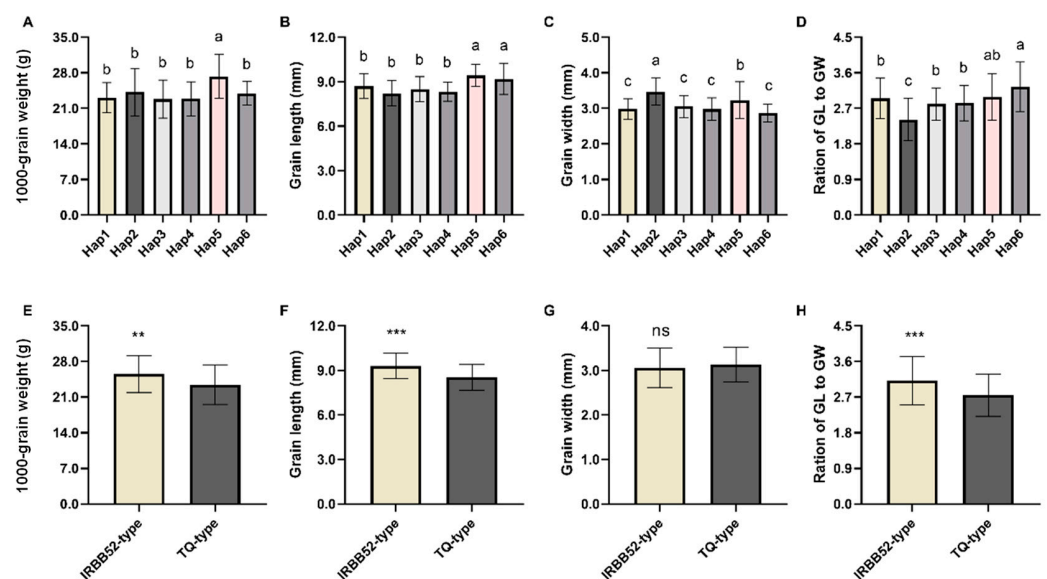 A
1000-grain weight (g)
35.0
28.0
21.0
14.0
7.0
0.0
b
b
b
b
a
b
Hap1
Hap2
Hap3
Hap4
Hap5
Hap6
B
Grain length (mm)
12.0
9.0
6.0
3.0
0.0
b
b
b
b
a
a
Hap1
Hap2
Hap3
Hap4
Hap5
Hap6
C
Grain width (mm)
5.0
4.0
3.0
2.0
1.0
0.0
c
a
c
c
b
c
Hap1
Hap2
Hap3
Hap4
Hap5
Hap6
D
Ration of GL to GW
4.5
3.6
2.7
1.8
0.9
0.0
b
c
b
b
ab
a
Hap1
Hap2
Hap3
Hap4
Hap5
Hap6
E
1000-grain weight (g)
35.0
28.0
21.0
14.0
7.0
0.0
**
IRBB52-type
TQ-type
F
Grain length (mm)
12.0
9.0
6.0
3.0
0.0
***
IRBB52-type
TQ-type
G
Grain width (mm)
4.0
3.0
2.0
1.0
0.0
ns
IRBB52-type
TQ-type
H
Ration of GL to GW
4.5
3.6
2.7
1.8
0.9
0.0
***
IRBB52-type
TQ-type